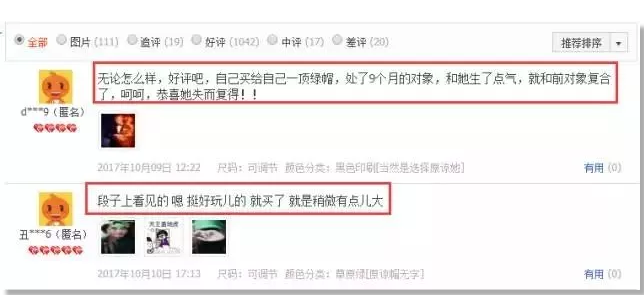 全部 图片 (111) 追评 (19) 好评 (1042) 中评 (17) 差评 (20) 推荐排序
无论怎么样，好评吧，自己买给自己一顶绿帽，处了9个月的对象，和她生了点气，就和前对象复合
了，呵呵，恭喜她失而复得！！
d***9（匿名）
2017年10月09日 12:22 尺码：可调节 颜色分类：黑色印刷[当然是选择原谅她] 有用 (0)
段子上看见的 嗯 挺好玩儿的 就买了 就是稍微有点儿大
丑***6（匿名）
2017年10月10日 17:13 尺码：可调节 颜色分类：草原绿[原谅帽无字] 有用 (0)